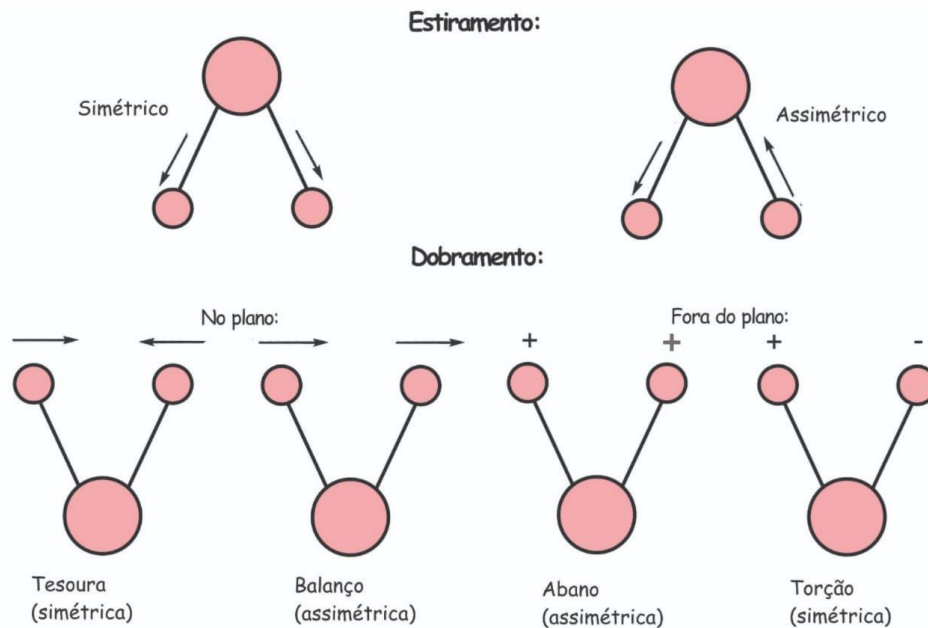 Estiramento:
Simétrico
Assimétrico
Dobramento:
No plano:
Fora do plano:
+
+
+
-
Tesoura
(simétrica)
Balanço
(assimétrica)
Abano
(assimétrica)
Torção
(simétrica)